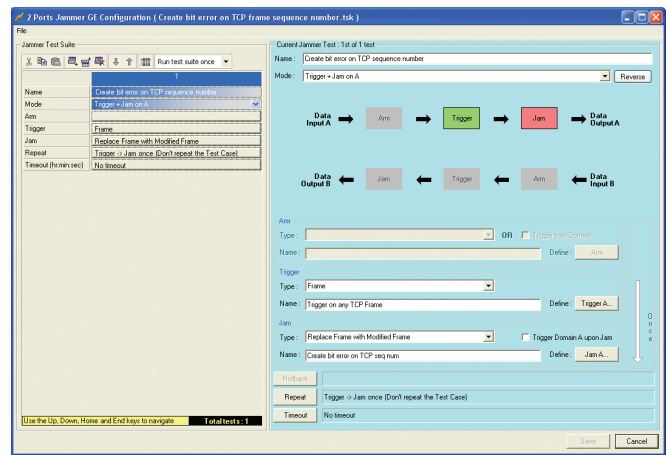 2 Ports Jammer GE Configuration ( Create bit error on TCP frame sequence number.tsk )
File
Jammer Test Suite
Run test suite once
1
Name Create bit error on TCP sequence number
Mode Trigger + Jam on A
Arm
Trigger Frame
Jam Replace Frame with Modified Frame
Repeat Trigger -> Jam once (Don't repeat the Test Case)
Timeout (hr:min:sec) No timeout
Use the Up, Down, Home and End keys to navigate Total tests : 1
Current Jammer Test : 1st of 1 test
Name : Create bit error on TCP sequence number
Mode : Trigger + Jam on A Reverse
Data Input A Arm Trigger Jam Data Output A
Data Output B Jam Trigger Arm Data Input B
Arm
Type : OR Trigger from Domain
Name : Define : Arm
Trigger
Type : Frame
Name : Trigger on any TCP Frame Define : Trigger A...
Jam
Type : Replace Frame with Modified Frame Trigger Domain A upon Jam
Name : Create bit error on TCP seq num Define : Jam A...
Once
Rollback
Repeat Trigger -> Jam once (Don't repeat the Test Case)
Timeout No timeout
Save Cancel